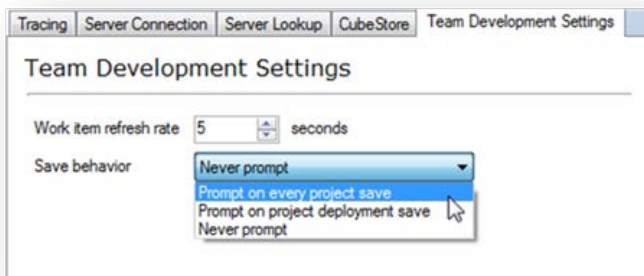 Tracing Server Connection Server Lookup CubeStore Team Development Settings
Team Development Settings
Work item refresh rate 5 seconds
Save behavior Never prompt
Prompt on every project save
Prompt on project deployment save
Never prompt